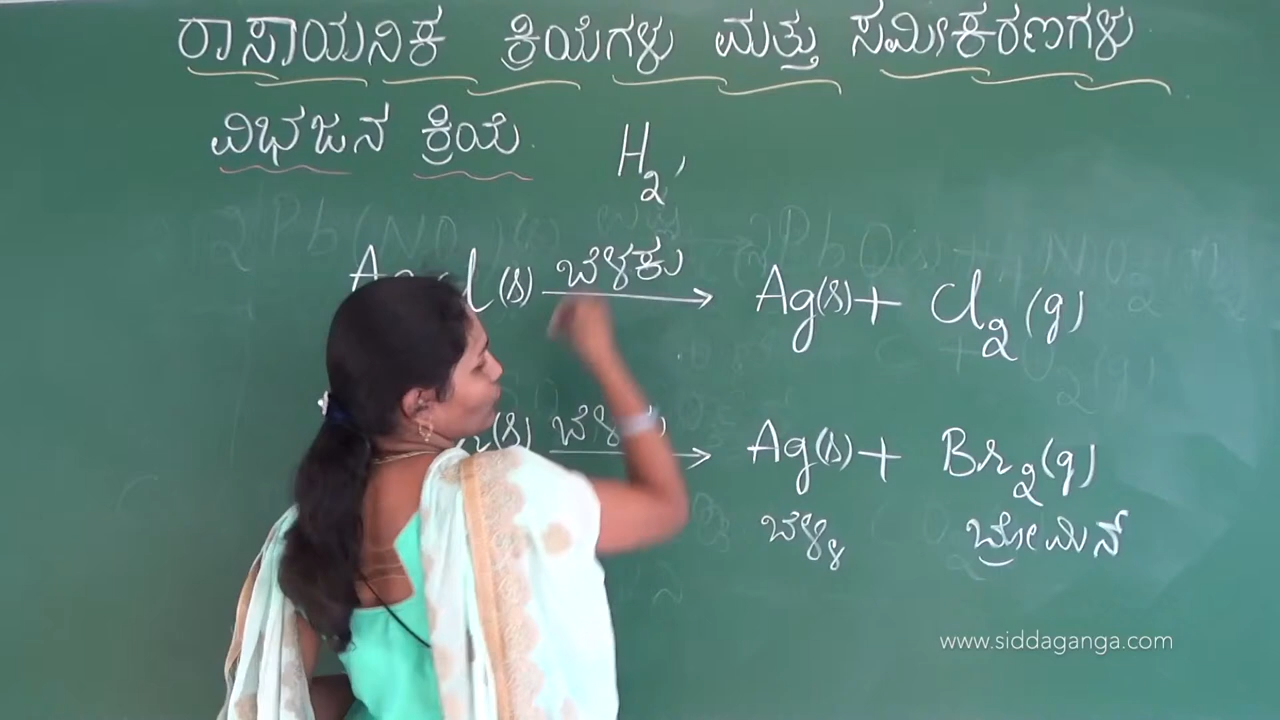 ರಾಸಾಯನಿಕ ಕ್ರಿಯೆಗಳು ಮತ್ತು ಸಮೀಕರಣಗಳು
ವಿಭಜನ ಕ್ರಿಯೆ
H₂,
l(s) ಬೆಳಕು → Ag(s) + Cl₂(g)
(s) → Ag(s) + Br₂(g)
ಬೆಳ್ಳಿ ಬ್ರೋಮಿನ್
www.siddaganga.com